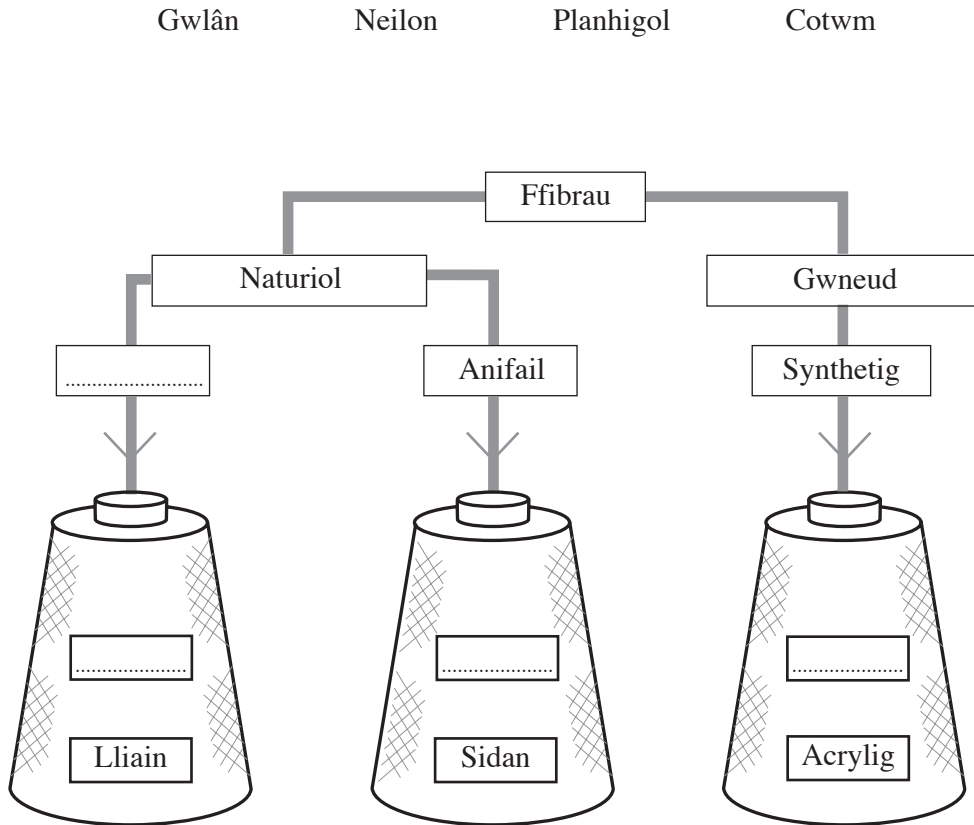 Gwlân Neilon Planhigol Cotwm
Ffibrau
Naturiol Gwneud
........................... Anifail Synthetig
...................... ...................... ......................
Lliain Sidan Acrylig